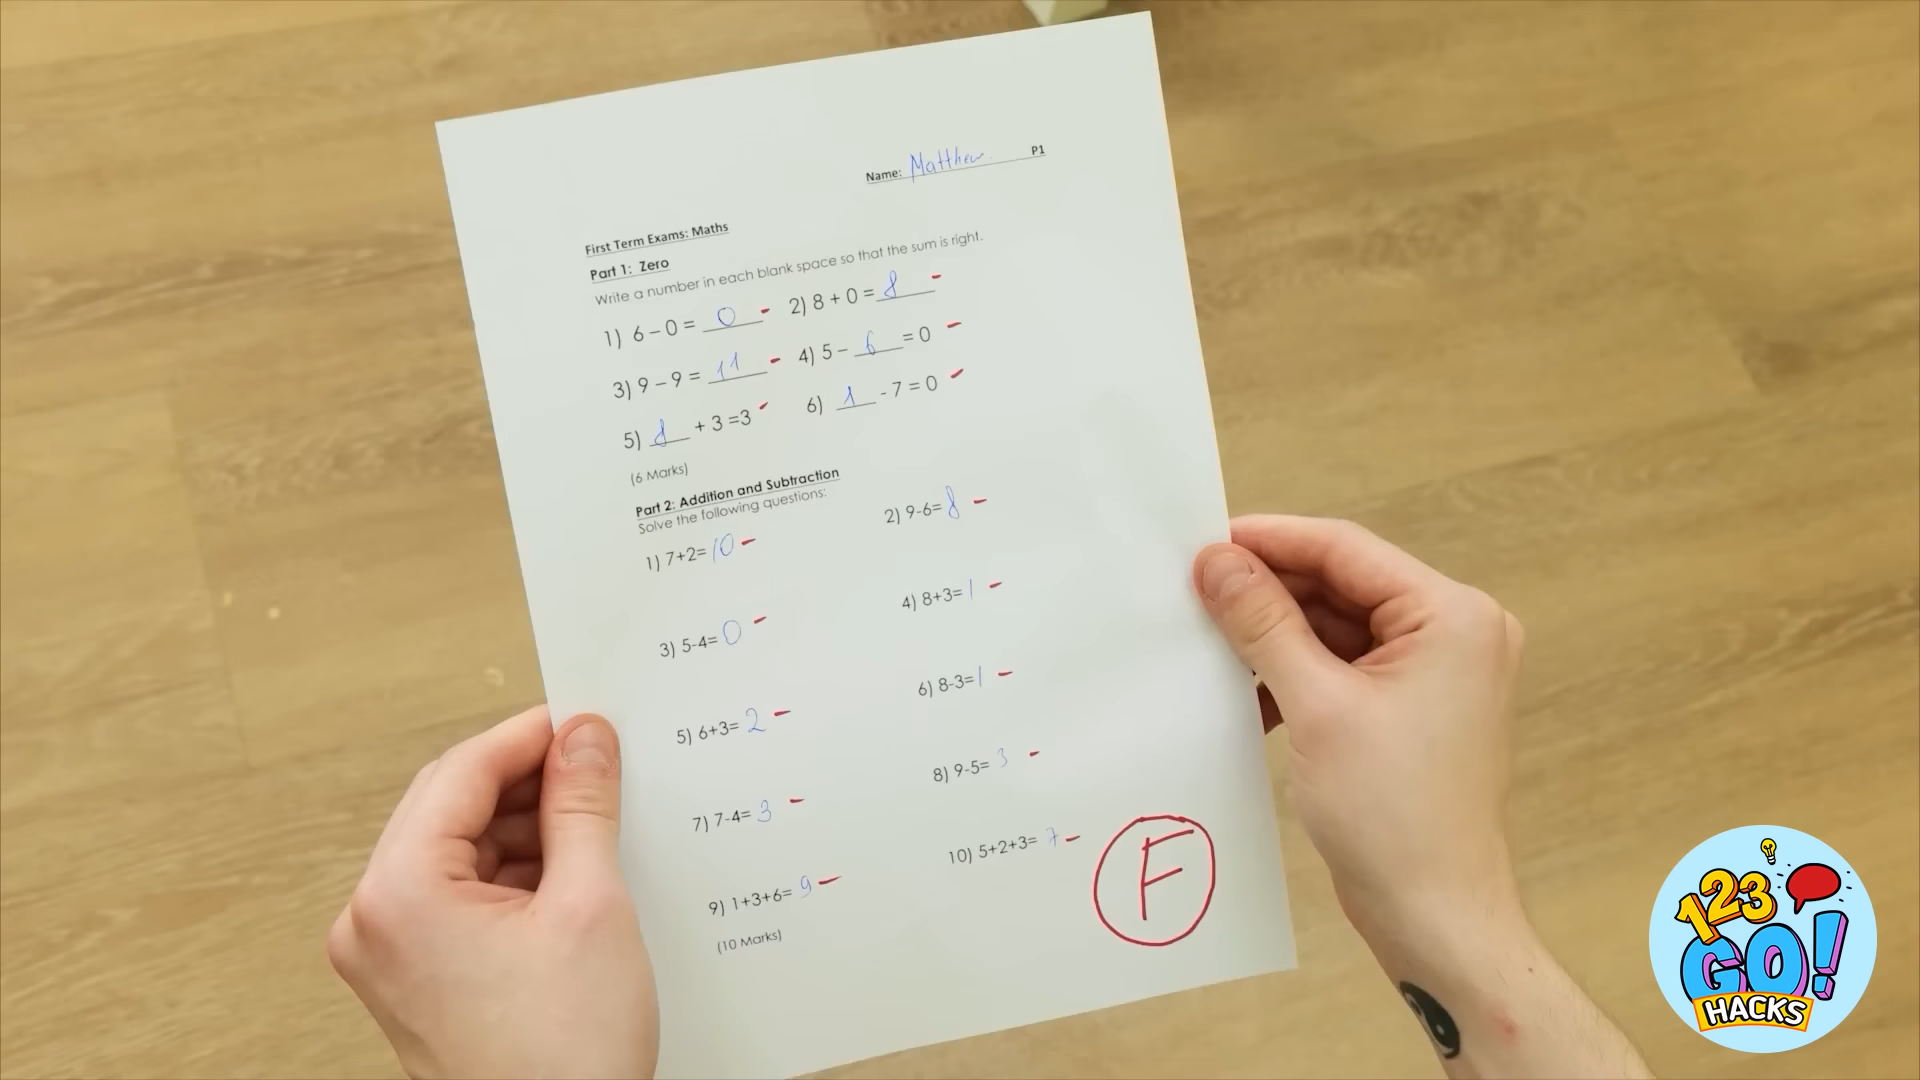 Name: Matthew P1
First Term Exams: Maths
Part 1: Zero
Write a number in each blank space so that the sum is right.
1) 6 – 0 = 0 - 2) 8 + 0 = 8 -
3) 9 – 9 = 11 - 4) 5 – 6 = 0 -
5) 8 + 3 =3 - 6) 1 - 7 = 0 -
(6 Marks)
Part 2: Addition and Subtraction
Solve the following questions:
1) 7+2= 10 - 2) 9-6= 8 -
3) 5-4= 0 - 4) 8+3= 1 -
5) 6+3= 2 - 6) 8-3= 1 -
7) 7-4= 3 - 8) 9-5= 3 -
9) 1+3+6= 9 - 10) 5+2+3= 7 -
(10 Marks)
F
123
GO!
HACKS